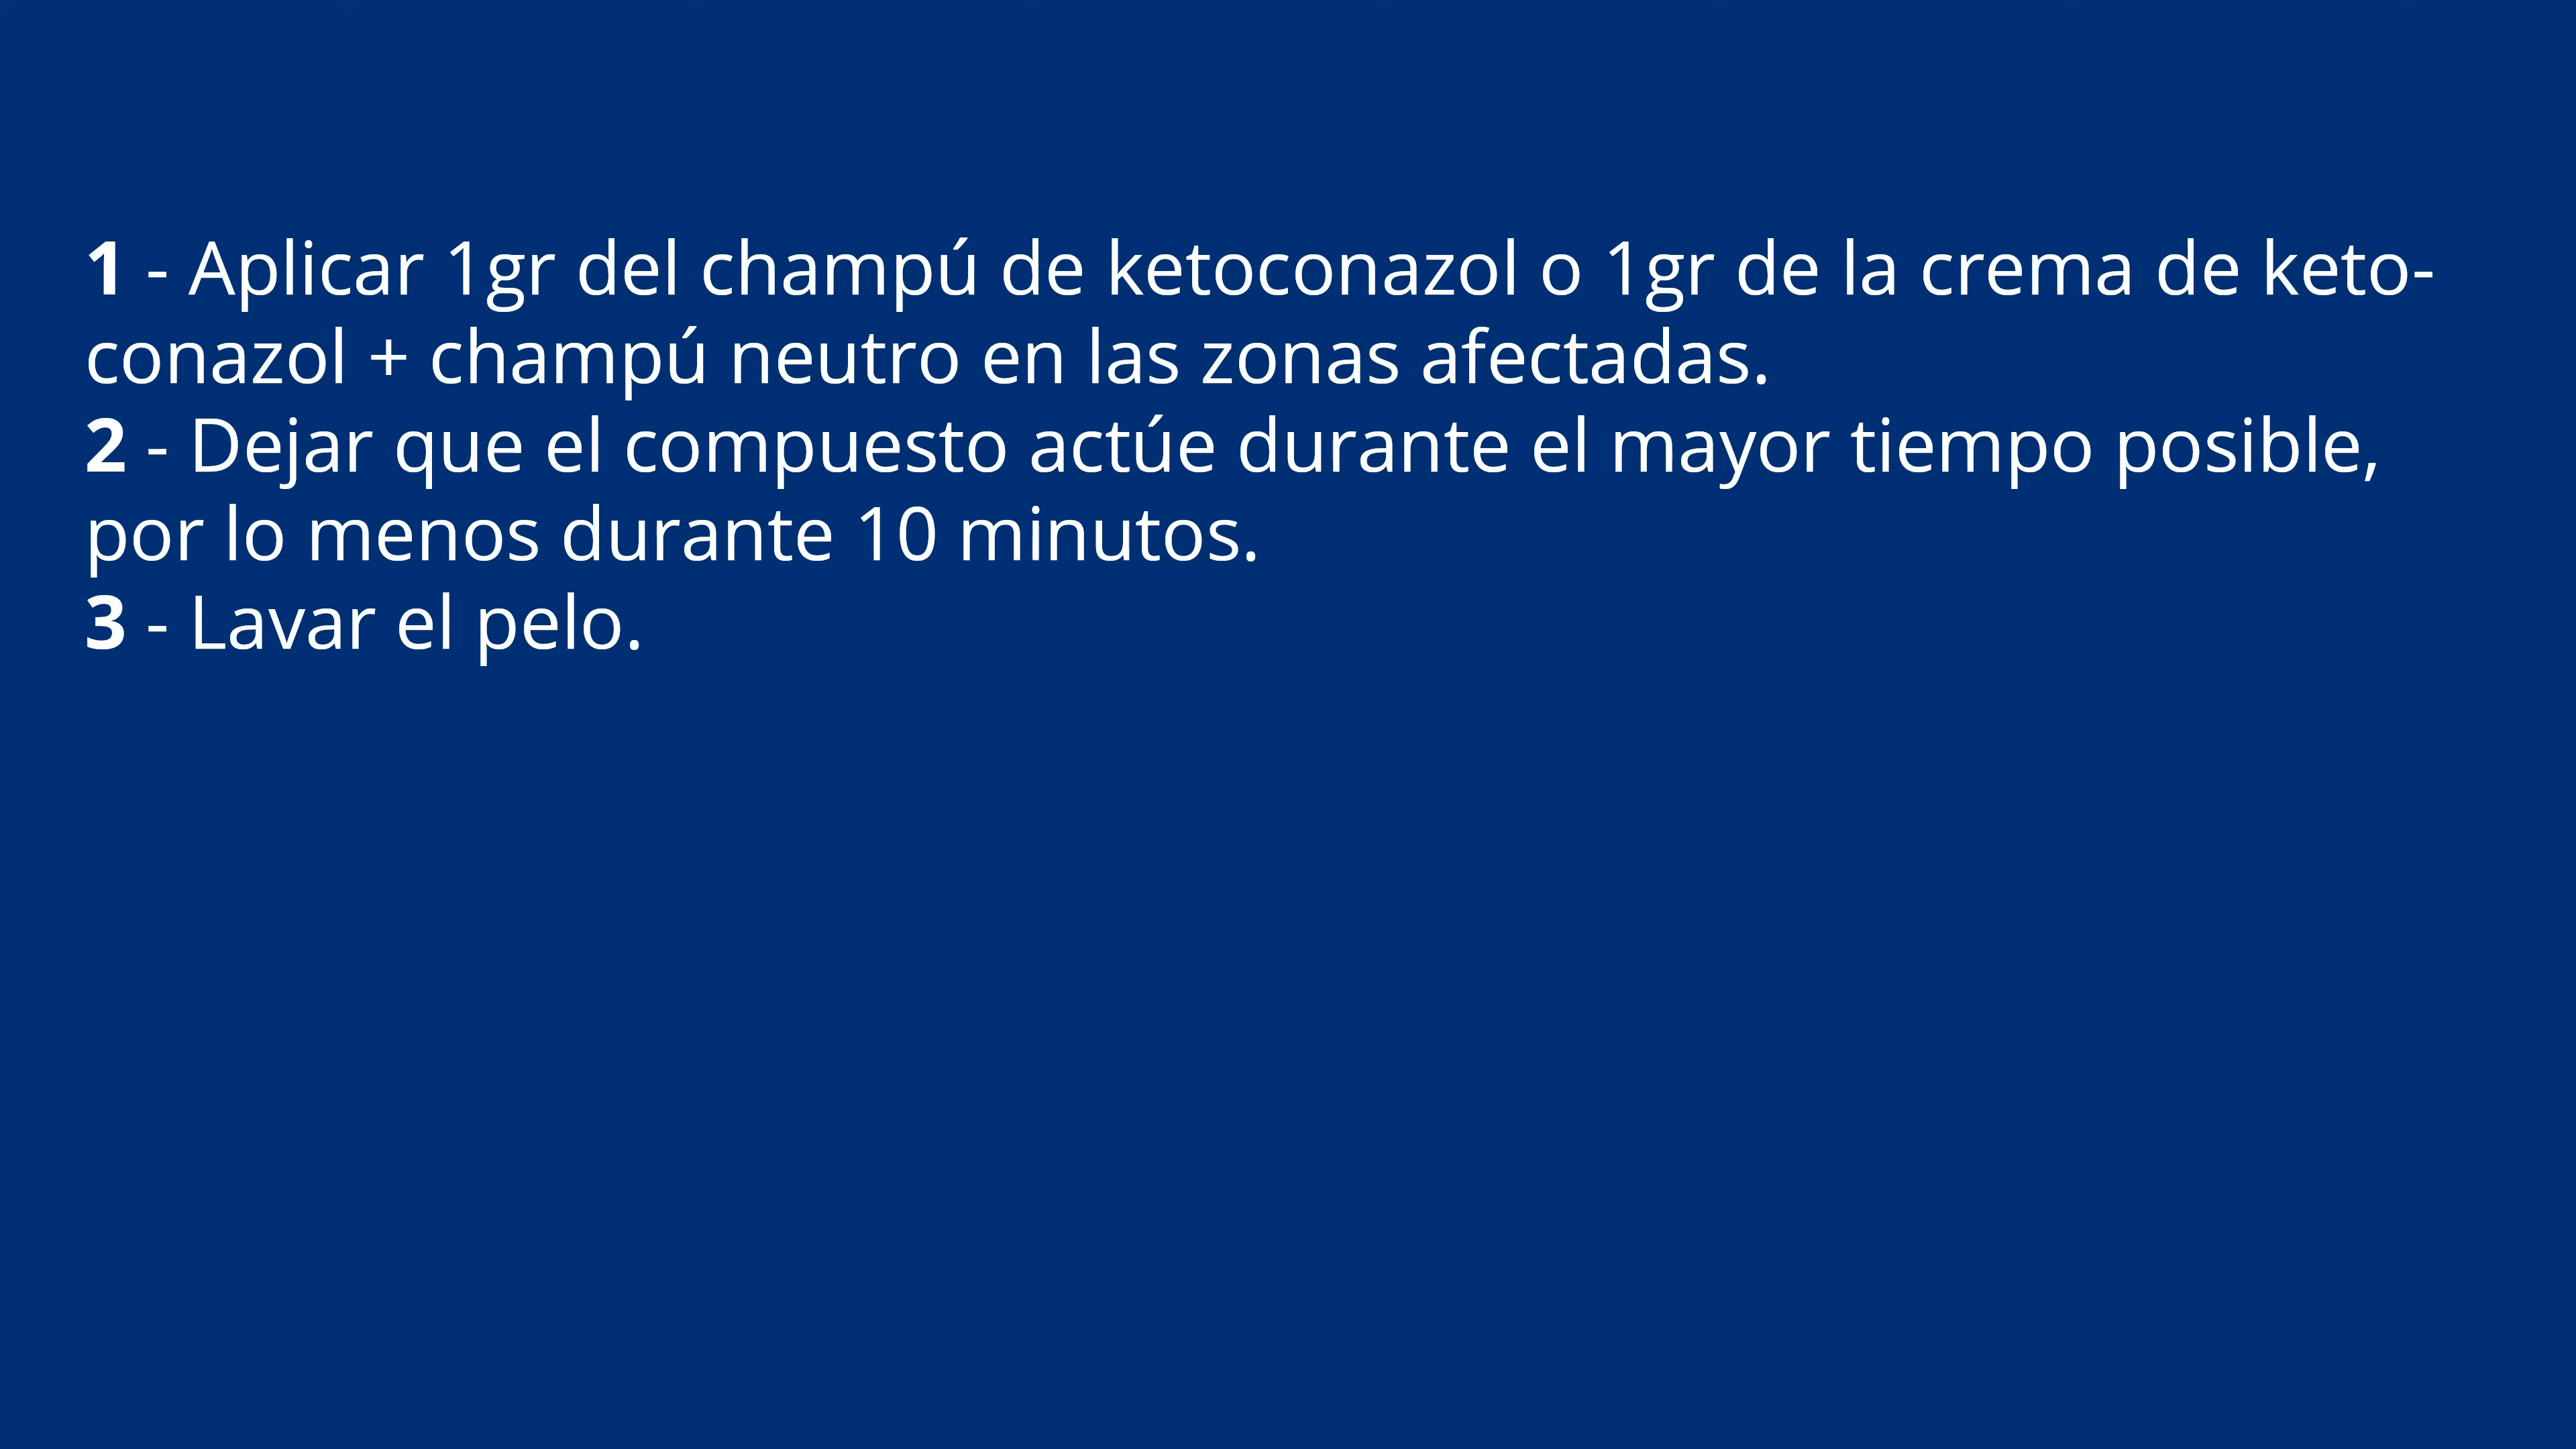 1 - Aplicar 1gr del champú de ketoconazol o 1gr de la crema de keto-
conazol + champú neutro en las zonas afectadas.
2 - Dejar que el compuesto actúe durante el mayor tiempo posible,
por lo menos durante 10 minutos.
3 - Lavar el pelo.